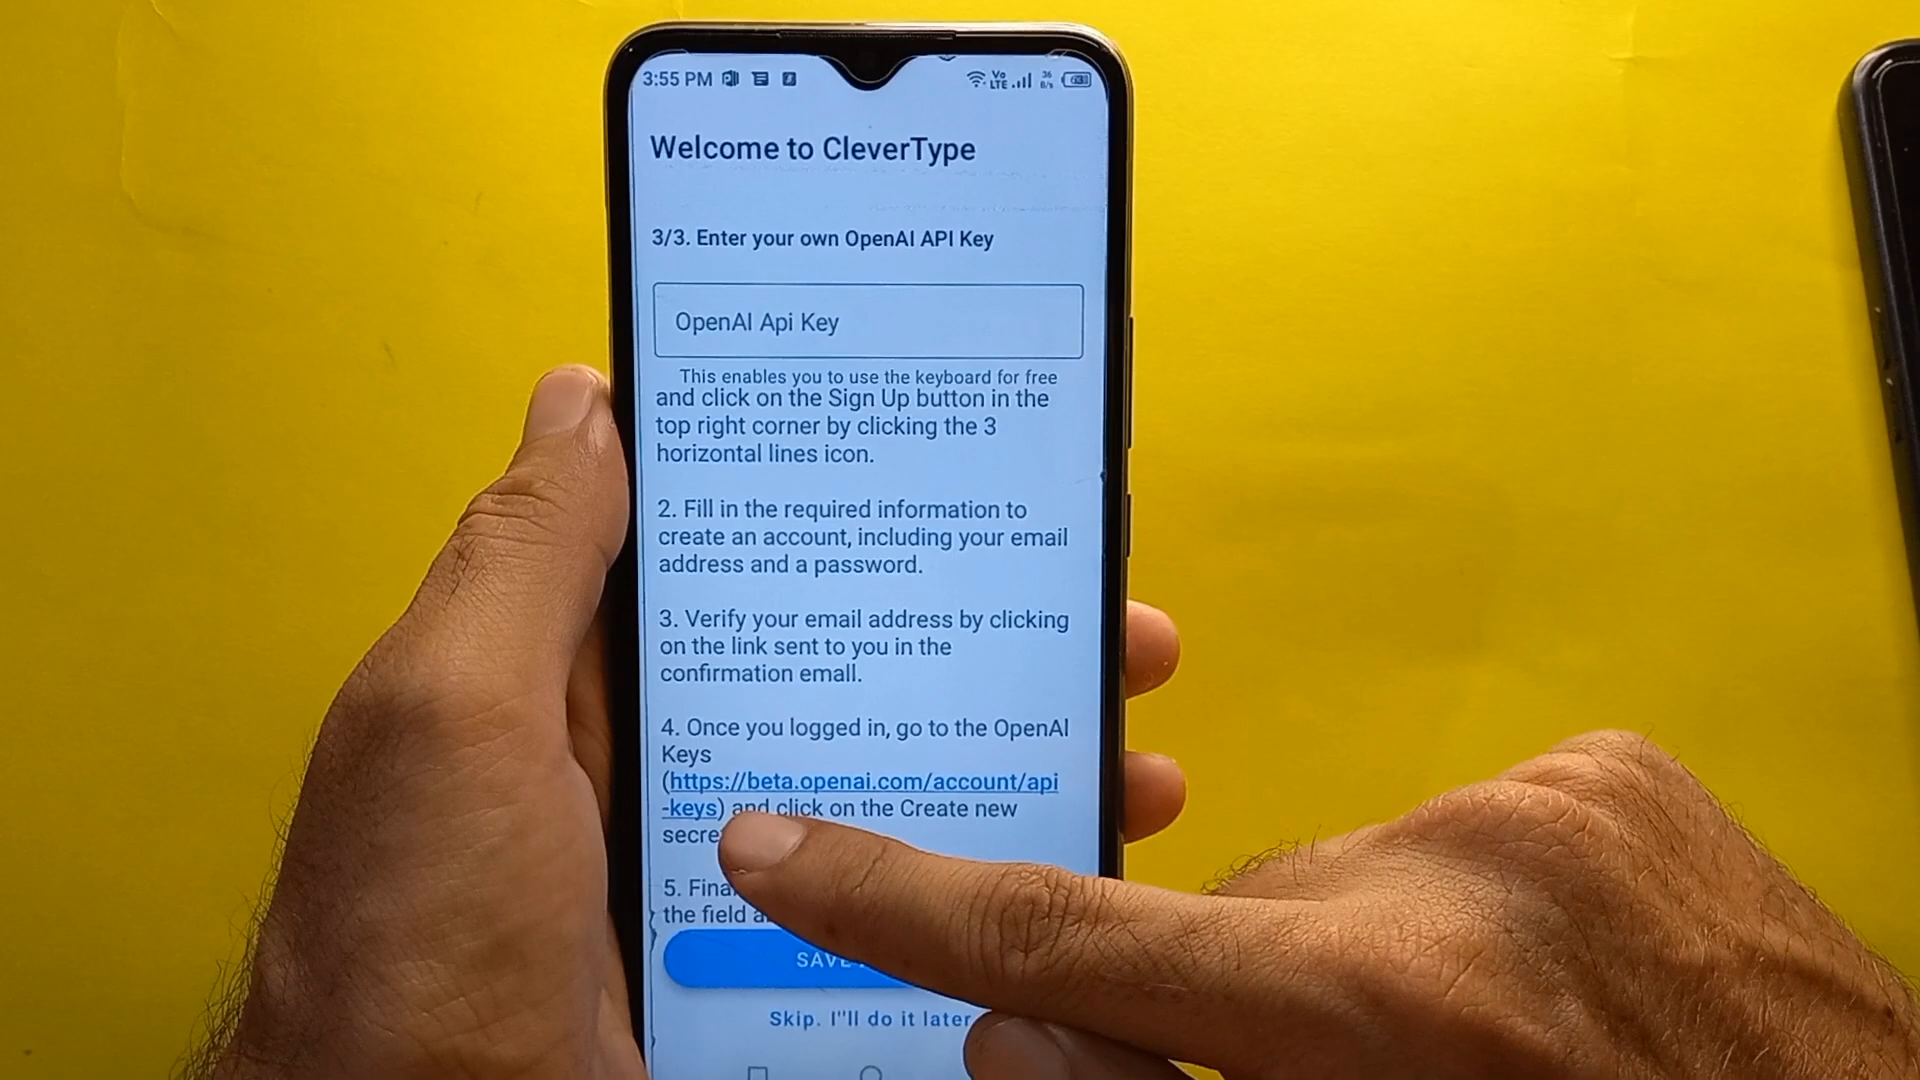 3:55 PM
Vo
LTE
36
B/s
Welcome to CleverType
3/3. Enter your own OpenAI API Key
OpenAI Api Key
This enables you to use the keyboard for free
and click on the Sign Up button in the
top right corner by clicking the 3
horizontal lines icon.
2. Fill in the required information to
create an account, including your email
address and a password.
3. Verify your email address by clicking
on the link sent to you in the
confirmation email.
4. Once you logged in, go to the OpenAI
Keys
(https://beta.openai.com/account/api
-keys) and click on the Create new
5.
the field
SAVE
Skip. I''ll do it later